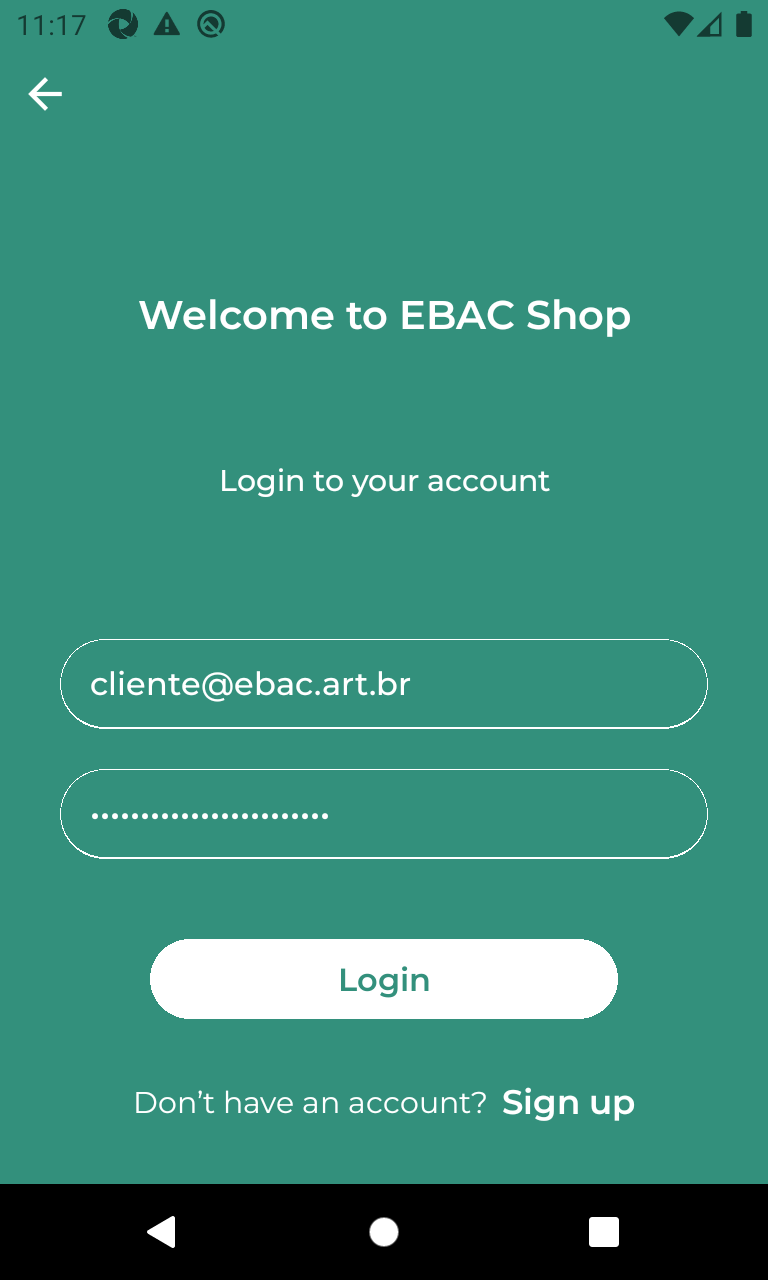 11:17
Welcome to EBAC Shop
Login to your account
cliente@ebac.art.br
••••••••••••••••••••••••
Login
Don’t have an account? Sign up